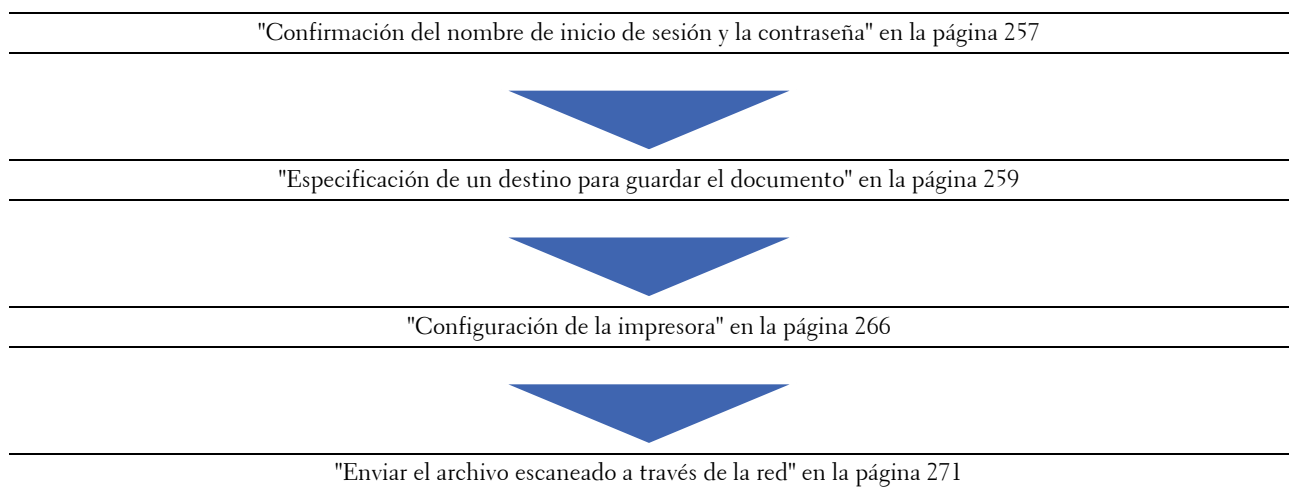 "Confirmación del nombre de inicio de sesión y la contraseña" en la página 257
"Especificación de un destino para guardar el documento" en la página 259
"Configuración de la impresora" en la página 266
"Enviar el archivo escaneado a través de la red" en la página 271